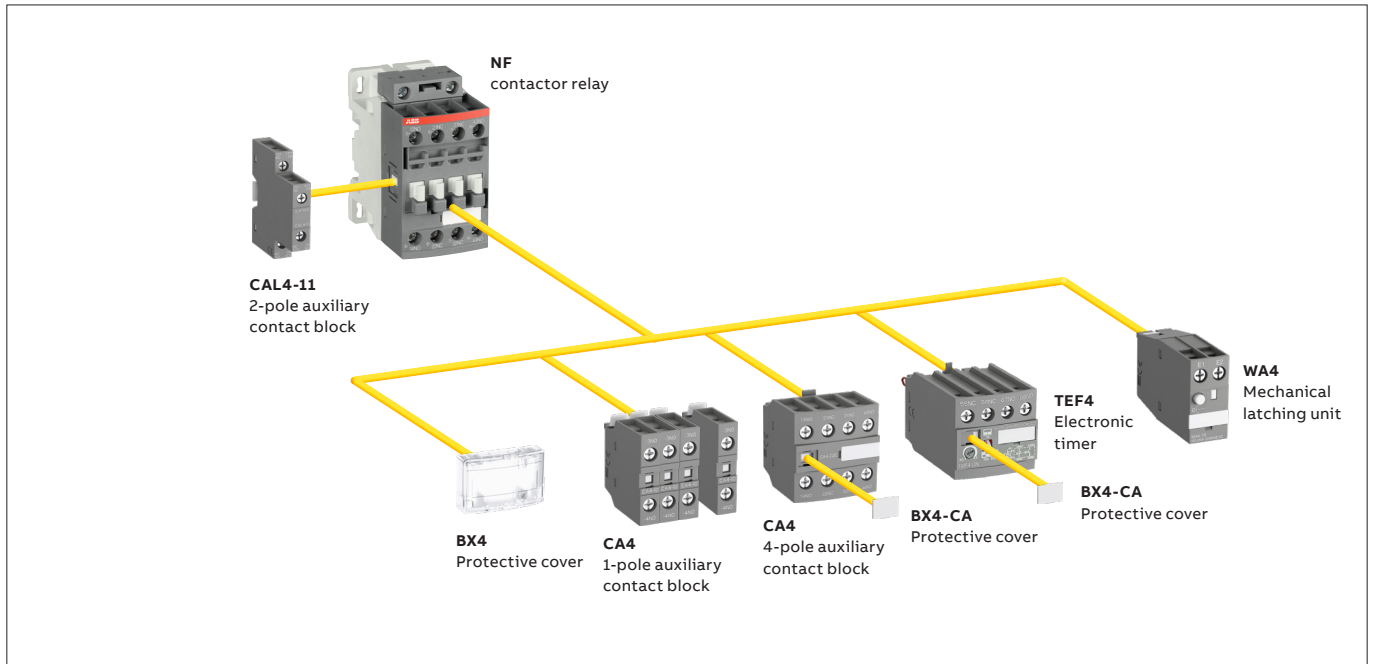 NF
contactor relay
ABB
CAL4-11
2-pole auxiliary
contact block
WA4
Mechanical
latching unit
TEF4
Electronic
timer
BX4-CA
Protective cover
BX4-CA
Protective cover
CA4
4-pole auxiliary
contact block
CA4
1-pole auxiliary
contact block
BX4
Protective cover